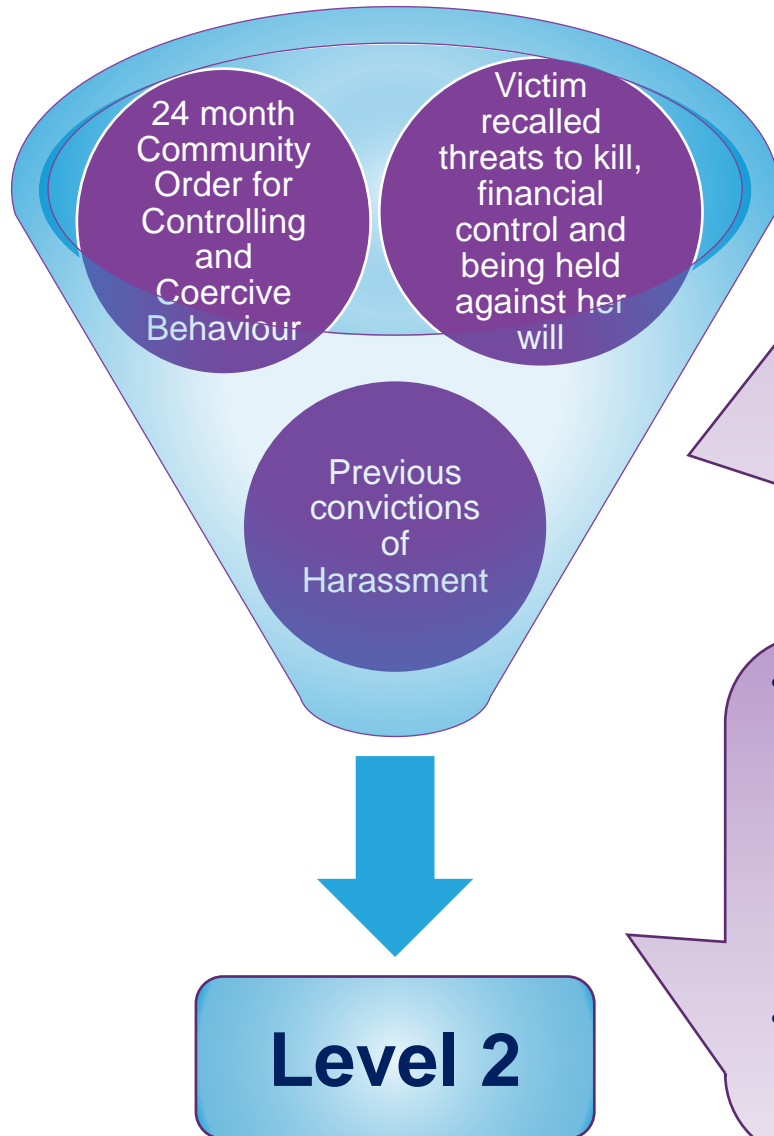 24 month
Community
Order for
Controlling
and
Coercive
Behaviour
Victim
recalled
threats to kill,
financial
control and
being held
against her
will
Previous
convictions
of
Harassment
Level 2